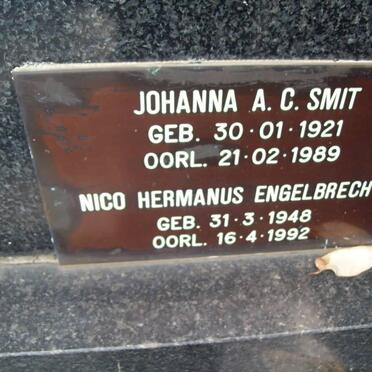 JOHANNA A. C. SMIT
GEB. 30·01·1921
OORL. 21·02·1989
NICO HERMANUS ENGELBRECH
GEB. 31·3·1948
OORL. 16·4·1992